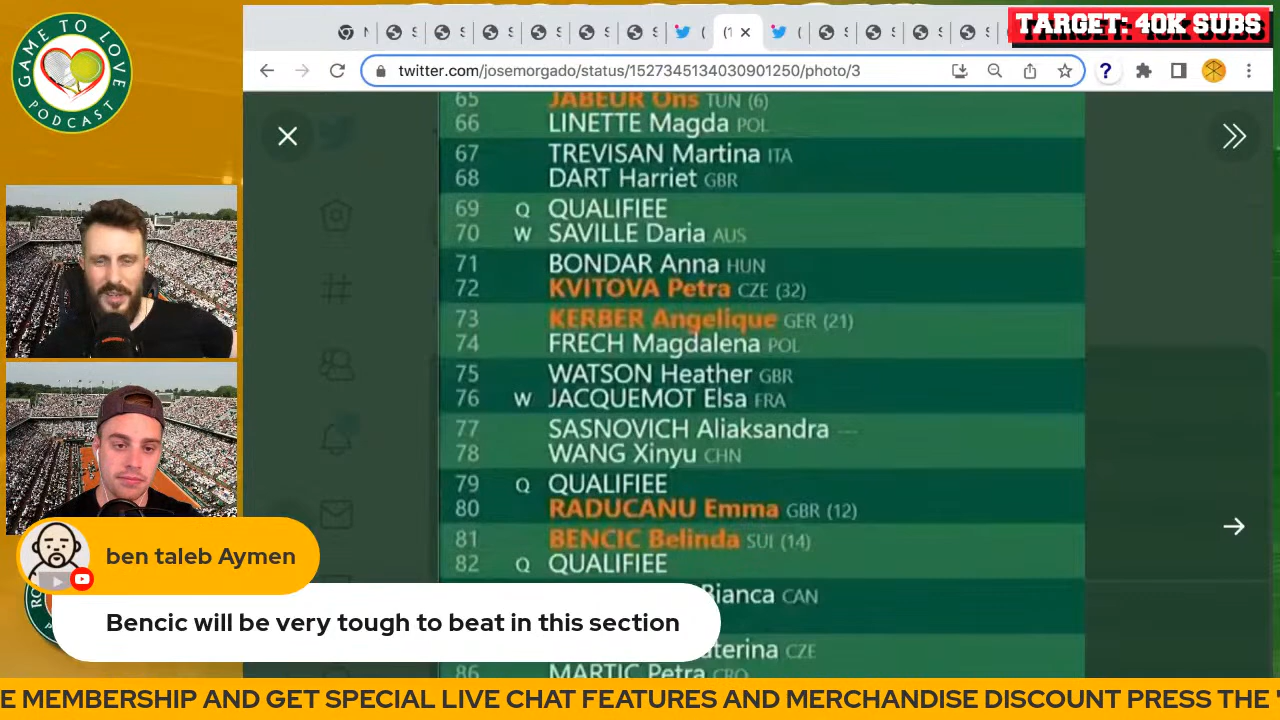 GAME TO LOVE
PODCAST
TARGET: 40K SUBS
twitter.com/josemorgado/status/1527345134030901250/photo/3
65 JABEUR Ons TUN (6)
66 LINETTE Magda POL
67 TREVISAN Martina ITA
68 DART Harriet GBR
69 Q QUALIFIEE
70 W SAVILLE Daria AUS
71 BONDAR Anna HUN
72 KVITOVA Petra CZE (32)
73 KERBER Angelique GER (21)
74 FRECH Magdalena POL
75 WATSON Heather GBR
76 W JACQUEMOT Elsa FRA
77 SASNOVICH Aliaksandra
78 WANG Xinyu CHN
79 Q QUALIFIEE
80 RADUCANU Emma GBR (12)
81 BENCIC Belinda SUI (14)
82 Q QUALIFIEE
Bianca CAN
terina CZE
86 MARTIC Petra CRO
ben taleb Aymen
Bencic will be very tough to beat in this section
E MEMBERSHIP AND GET SPECIAL LIVE CHAT FEATURES AND MERCHANDISE DISCOUNT PRESS THE